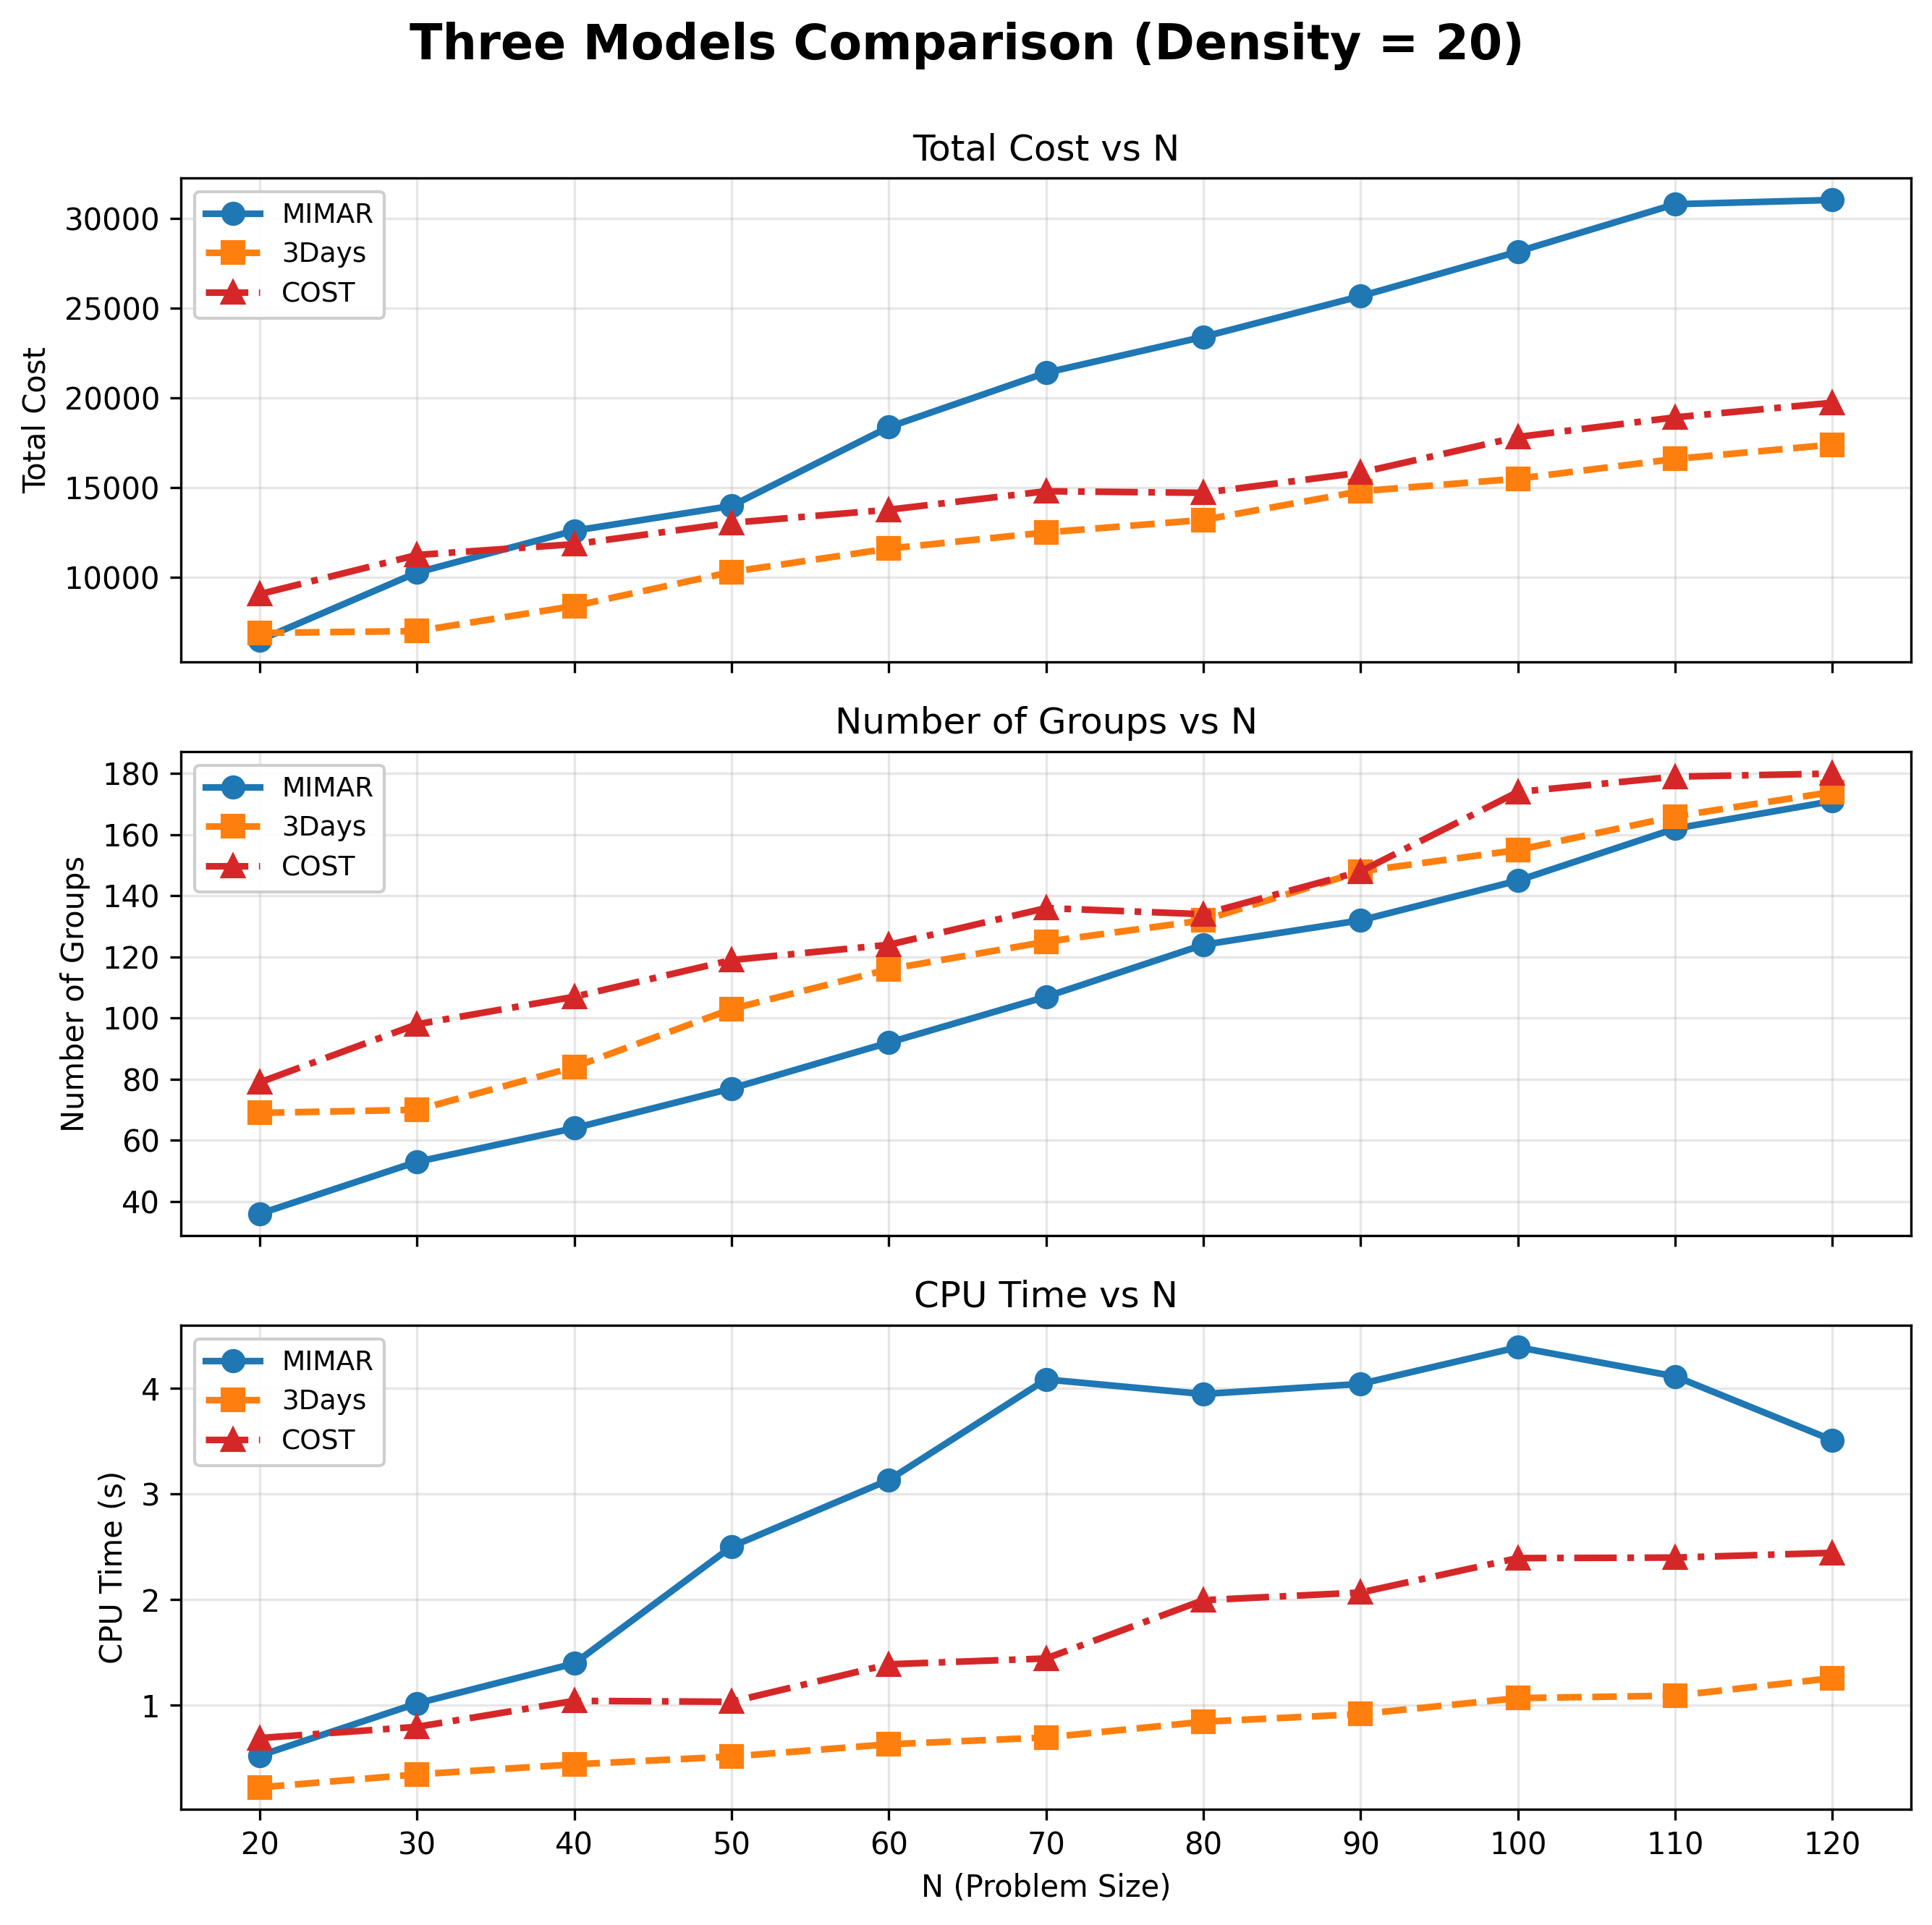 Three Models Comparison (Density = 20)
Total Cost vs N
MIMAR
3Days
COST
30000
25000
20000
15000
10000
Total Cost
Number of Groups vs N
MIMAR
3Days
COST
180
160
140
120
100
80
60
40
Number of Groups
CPU Time vs N
MIMAR
3Days
COST
4
3
2
1
CPU Time (s)
20 30 40 50 60 70 80 90 100 110 120
N (Problem Size)